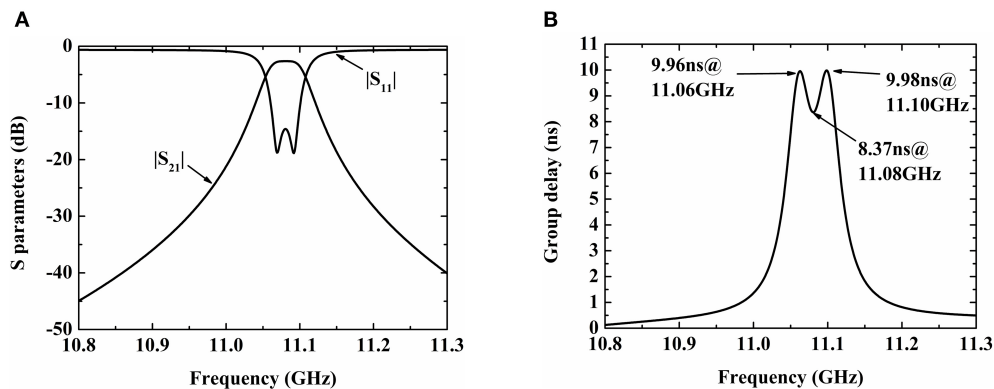 A
0
-10
-20
-30
-40
-50
S parameters (dB)
|S11|
|S21|
10.8 10.9 11.0 11.1 11.2 11.3
Frequency (GHz)
B
11
10
9
8
7
6
5
4
3
2
1
0
Group delay (ns)
9.96ns@
11.06GHz
9.98ns@
11.10GHz
8.37ns@
11.08GHz
10.8 10.9 11.0 11.1 11.2 11.3
Frequency (GHz)